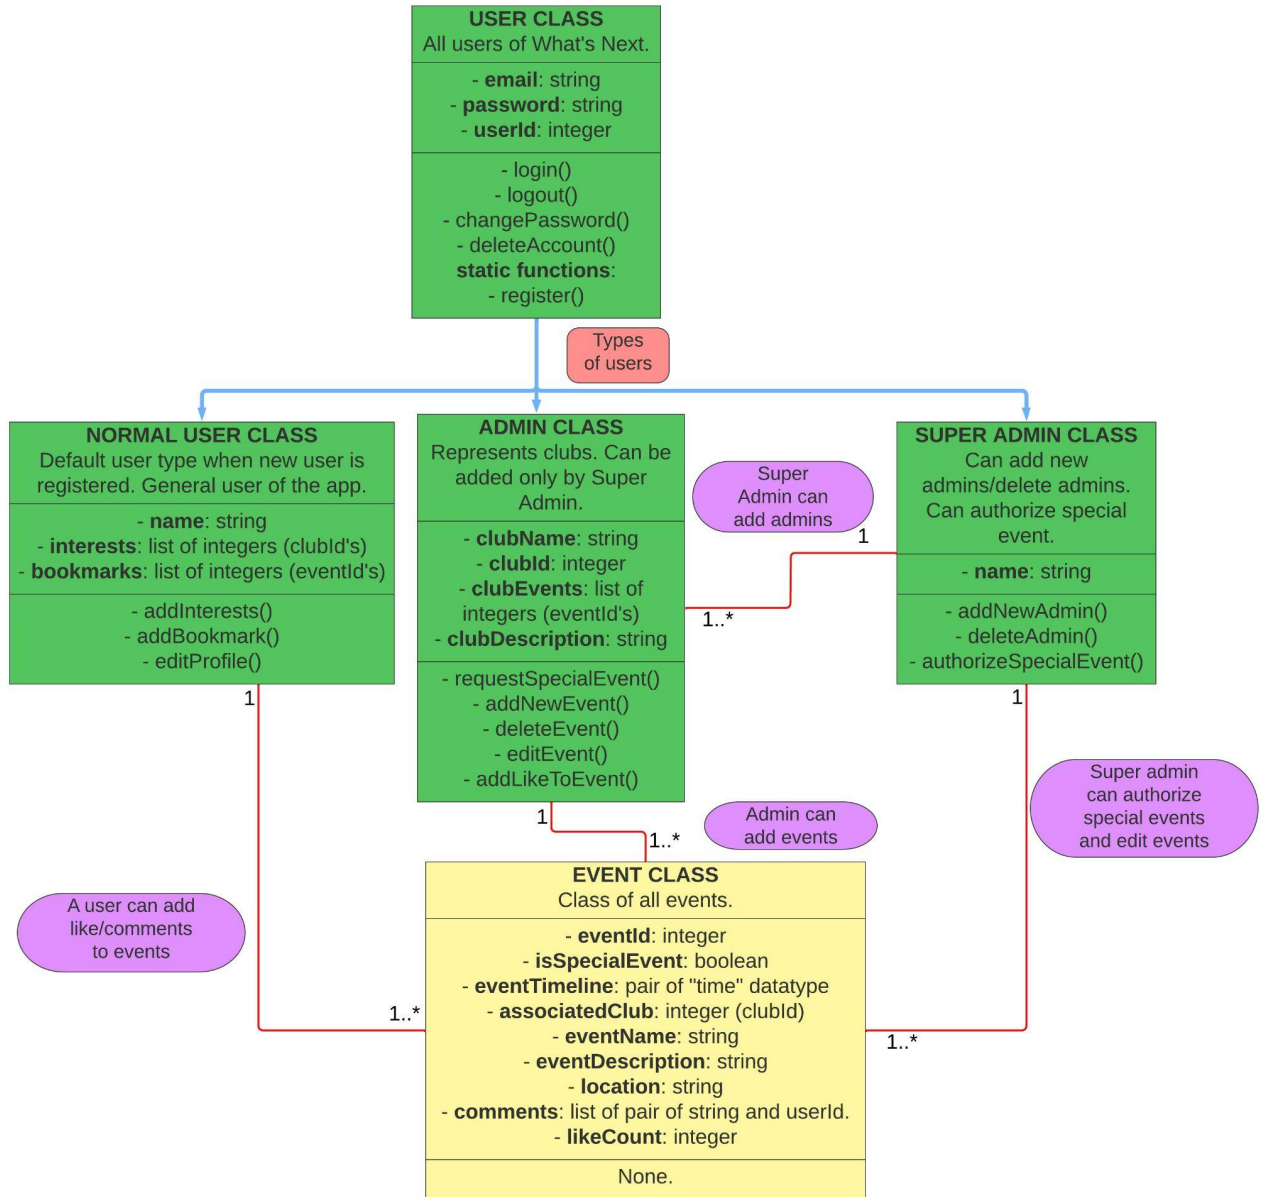 USER CLASS
All users of What's Next.
- email: string
- password: string
- userId: integer
- login()
- logout()
- changePassword()
- deleteAccount()
static functions:
- register()
Types
of users
NORMAL USER CLASS
Default user type when new user is
registered. General user of the app.
- name: string
- interests: list of integers (clubId's)
- bookmarks: list of integers (eventId's)
- addInterests()
- addBookmark()
- editProfile()
ADMIN CLASS
Represents clubs. Can be
added only by Super
Admin.
- clubName: string
- clubId: integer
- clubEvents: list of
integers (eventId's)
- clubDescription: string
- requestSpecialEvent()
- addNewEvent()
- deleteEvent()
- editEvent()
- addLikeToEvent()
Super
Admin can
add admins
1
1..*
SUPER ADMIN CLASS
Can add new
admins/delete admins.
Can authorize special
event.
- name: string
- addNewAdmin()
- deleteAdmin()
- authorizeSpecialEvent()
1
1
1
1..*
Admin can
add events
Super admin
can authorize
special events
and edit events
A user can add
like/comments
to events
1..*
1..*
EVENT CLASS
Class of all events.
- eventId: integer
- isSpecialEvent: boolean
- eventTimeline: pair of "time" datatype
- associatedClub: integer (clubId)
- eventName: string
- eventDescription: string
- location: string
- comments: list of pair of string and userId.
- likeCount: integer
None.